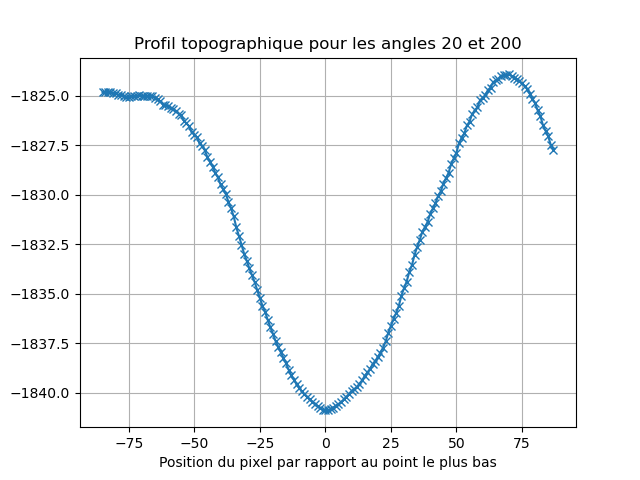 Profil topographique pour les angles 20 et 200
−1825.0
−1827.5
−1830.0
−1832.5
−1835.0
−1837.5
−1840.0
−75 −50 −25 0 25 50 75
Position du pixel par rapport au point le plus bas